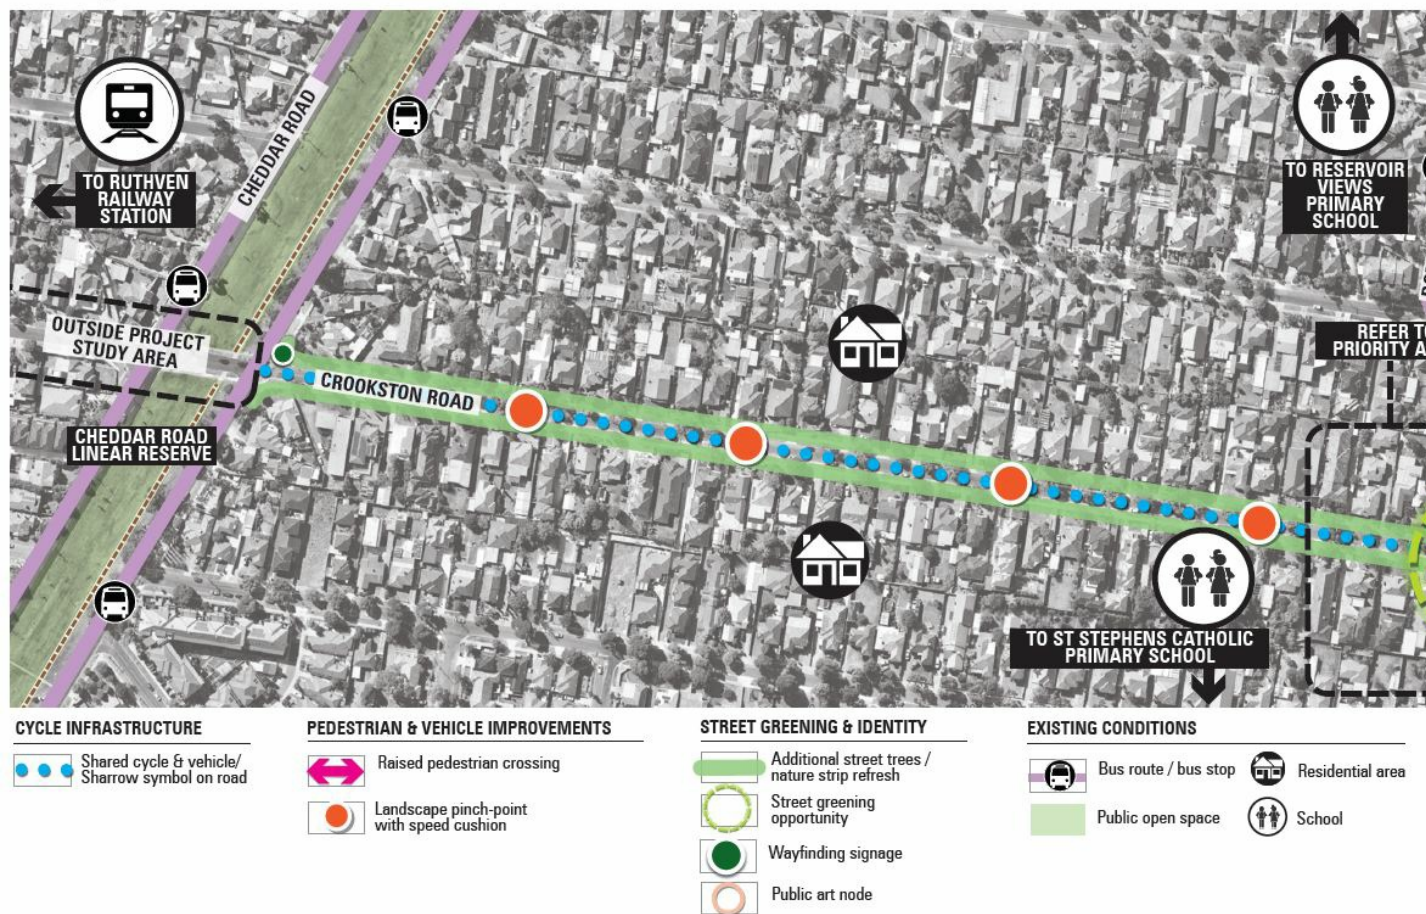 CHEDDAR ROAD
TO RUTHVEN
RAILWAY
STATION
TO RESERVOIR
VIEWS
PRIMARY
SCHOOL
OUTSIDE PROJECT
STUDY AREA
REFER TO
PRIORITY A
CROOKSTON ROAD
CHEDDAR ROAD
LINEAR RESERVE
TO ST STEPHENS CATHOLIC
PRIMARY SCHOOL
CYCLE INFRASTRUCTURE
Shared cycle & vehicle/
Sharrow symbol on road
PEDESTRIAN & VEHICLE IMPROVEMENTS
Raised pedestrian crossing
Landscape pinch-point
with speed cushion
STREET GREENING & IDENTITY
Additional street trees /
nature strip refresh
Street greening
opportunity
Wayfinding signage
Public art node
EXISTING CONDITIONS
Bus route / bus stop
Residential area
Public open space
School